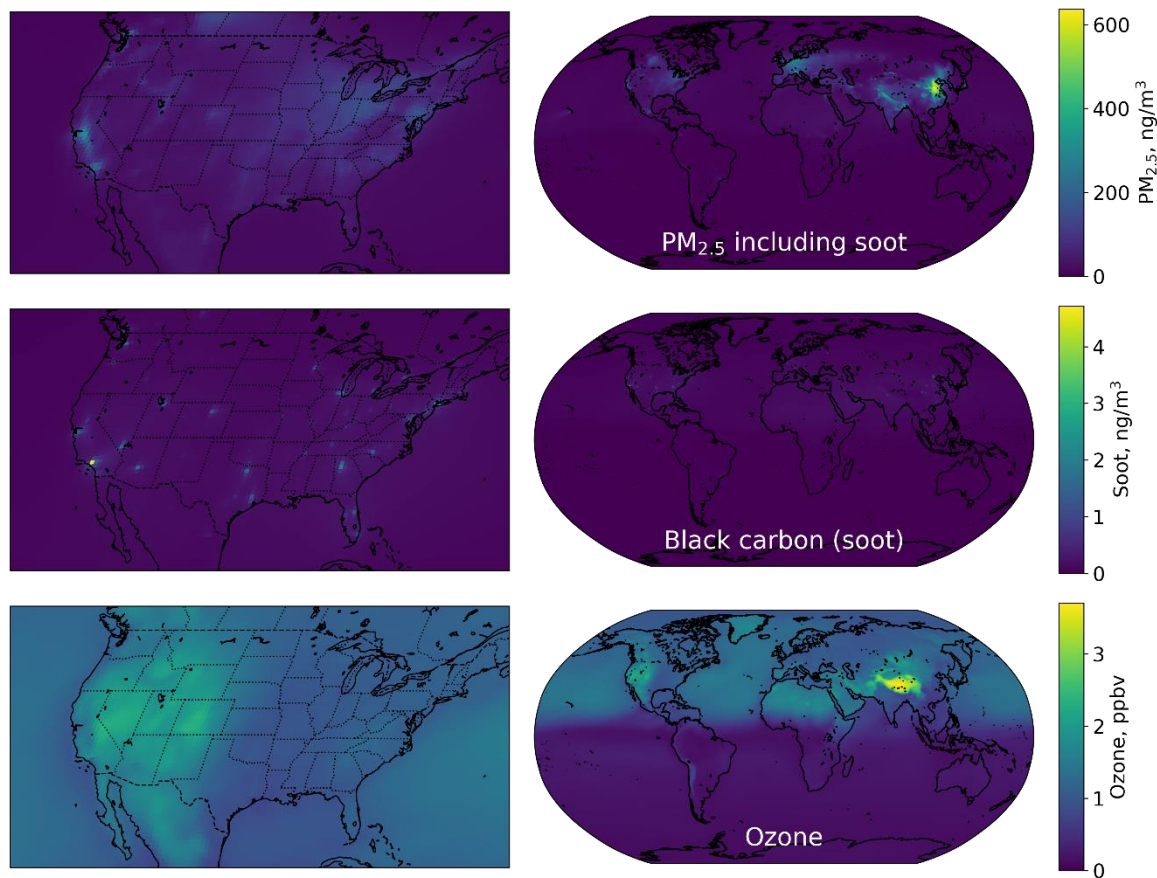 PM₂.₅ including soot
600
400
200
0
PM₂.₅, ng/m³
Black carbon (soot)
4
3
2
1
0
Soot, ng/m³
Ozone
3
2
1
0
Ozone, ppbv